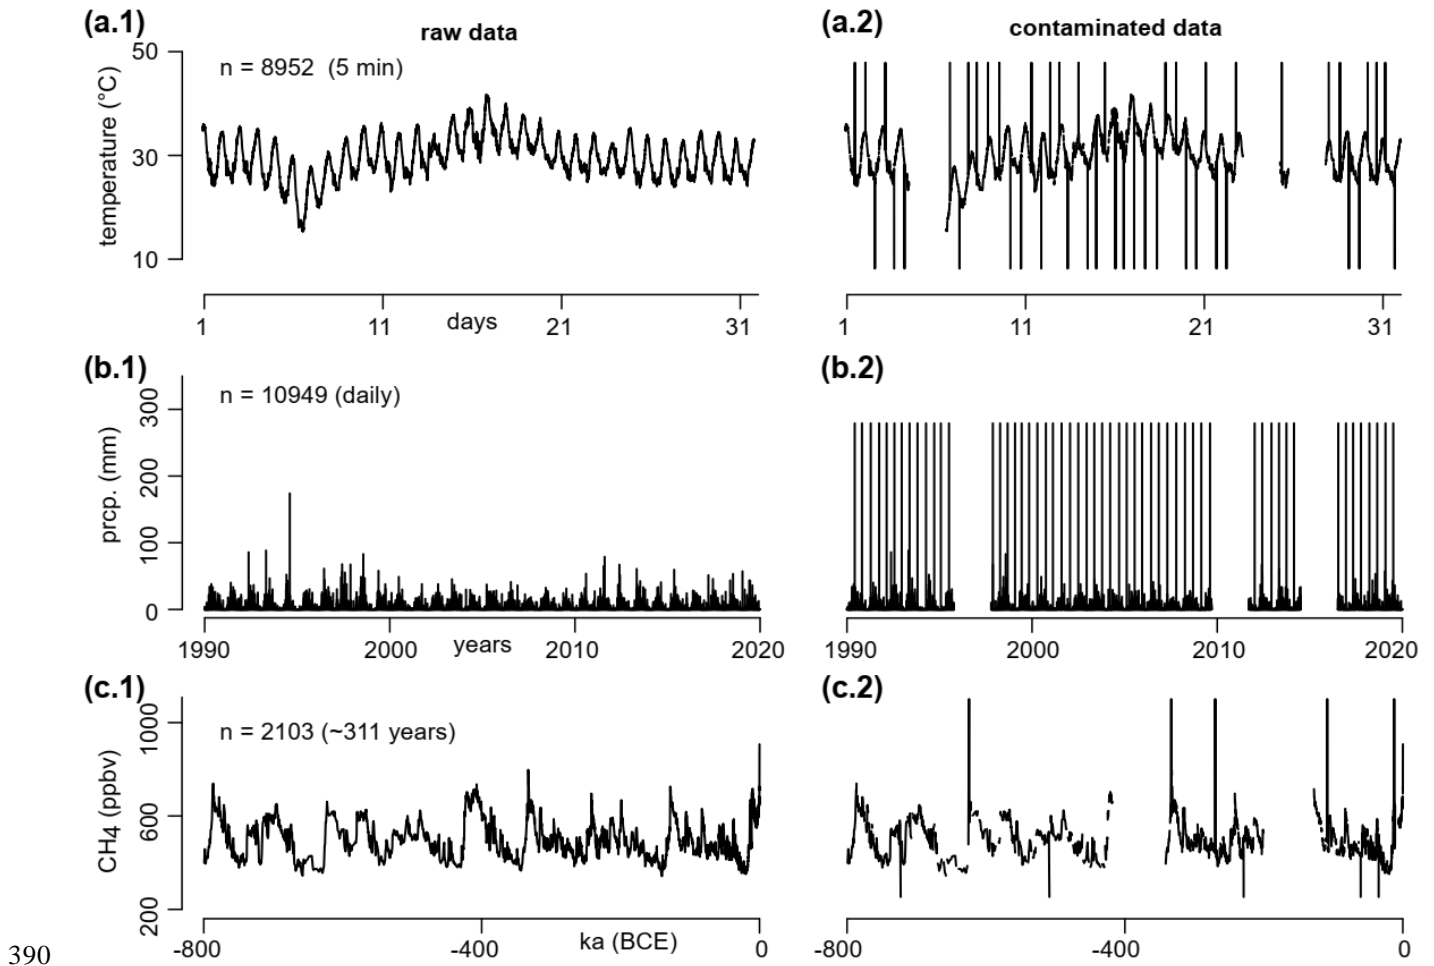 (a.1)
raw data
(a.2)
contaminated data
n = 8952 (5 min)
temperature (°C)
50
30
10
1
11
days
21
31
1
11
21
31
(b.1)
(b.2)
n = 10949 (daily)
prcp. (mm)
300
200
100
0
1990
2000
years
2010
2020
1990
2000
2010
2020
(c.1)
(c.2)
n = 2103 (~311 years)
CH4 (ppbv)
1000
600
200
-800
-400
ka (BCE)
0
-800
-400
0
390